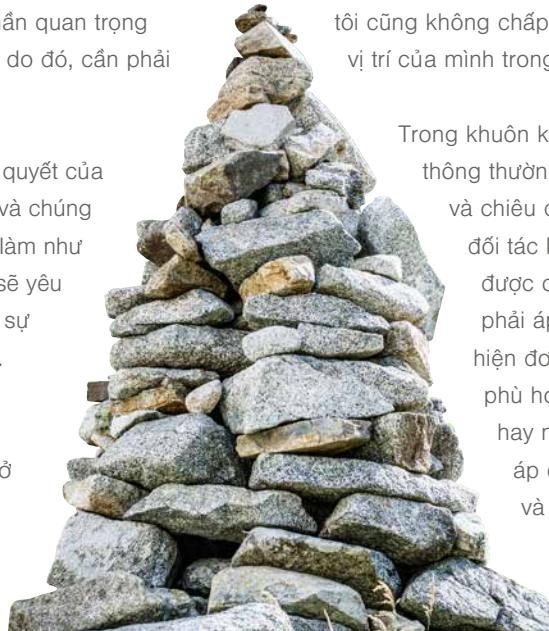 quan trọng
do đó, cần phải
quyết của
và chúng
làm như
sẽ yêu
sự
tôi cũng không chấp
vị trí của mình trong
Trong khuôn
thông thường
và chiêu
đối tác
được
phải
hiện
phù
hay
áp
và